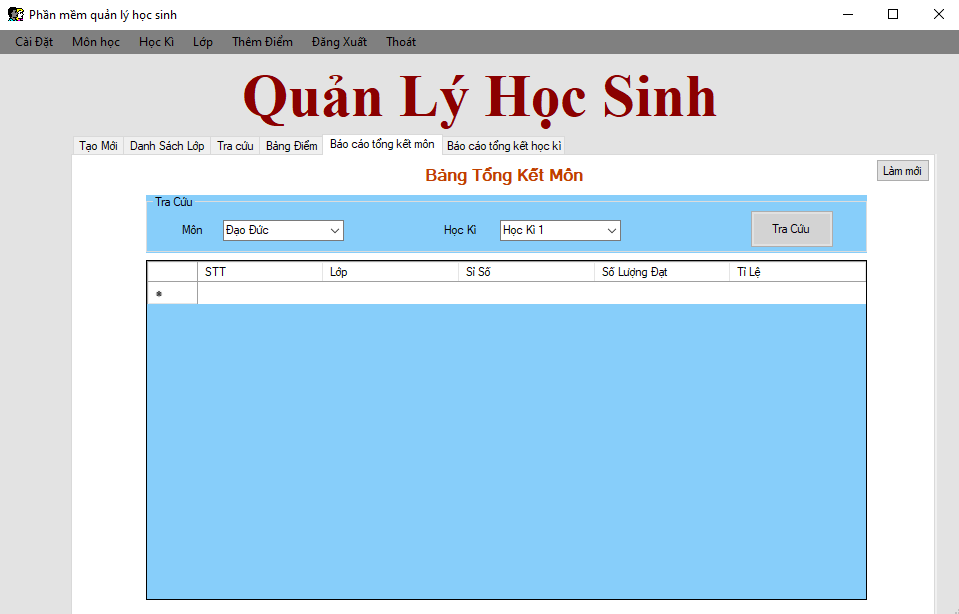 Phần mềm quản lý học sinh
Cài Đặt Môn học Học Kì Lớp Thêm Điểm Đăng Xuất Thoát
Quản Lý Học Sinh
Tạo Mới Danh Sách Lớp Tra cứu Bảng Điểm Báo cáo tổng kết môn Báo cáo tổng kết học kì
Bảng Tổng Kết Môn
Làm mới
Tra Cứu
Môn Đạo Đức Học Kì Học Kì 1 Tra Cứu
STT Lớp Sỉ Số Số Lượng Đạt Tỉ Lệ
*